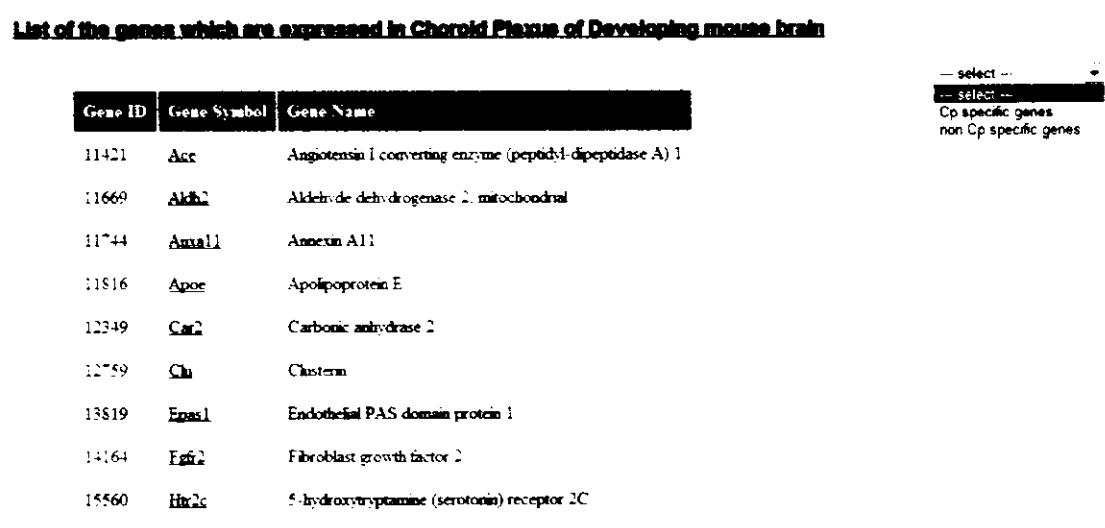 List of the genes which are expressed in Choroid Plexus of Developing mouse brain
--- select ---
--- select ---
Cp specific genes
non Cp specific genes
Gene ID Gene Symbol Gene Name
11421 Ace Angiotensin I converting enzyme (peptidyl-dipeptidase A) 1
11669 Aldh2 Aldehyde dehydrogenase 2, mitochondrial
11744 Anxa11 Annexin A11
11816 Apoe Apolipoprotein E
12349 Car2 Carbonic anhydrase 2
12759 Clu Clusterin
13819 Epas1 Endothelial PAS domain protein 1
14164 Fgfr2 Fibroblast growth factor 2
15560 Htr2c 5-hydroxytryptamine (serotonin) receptor 2C